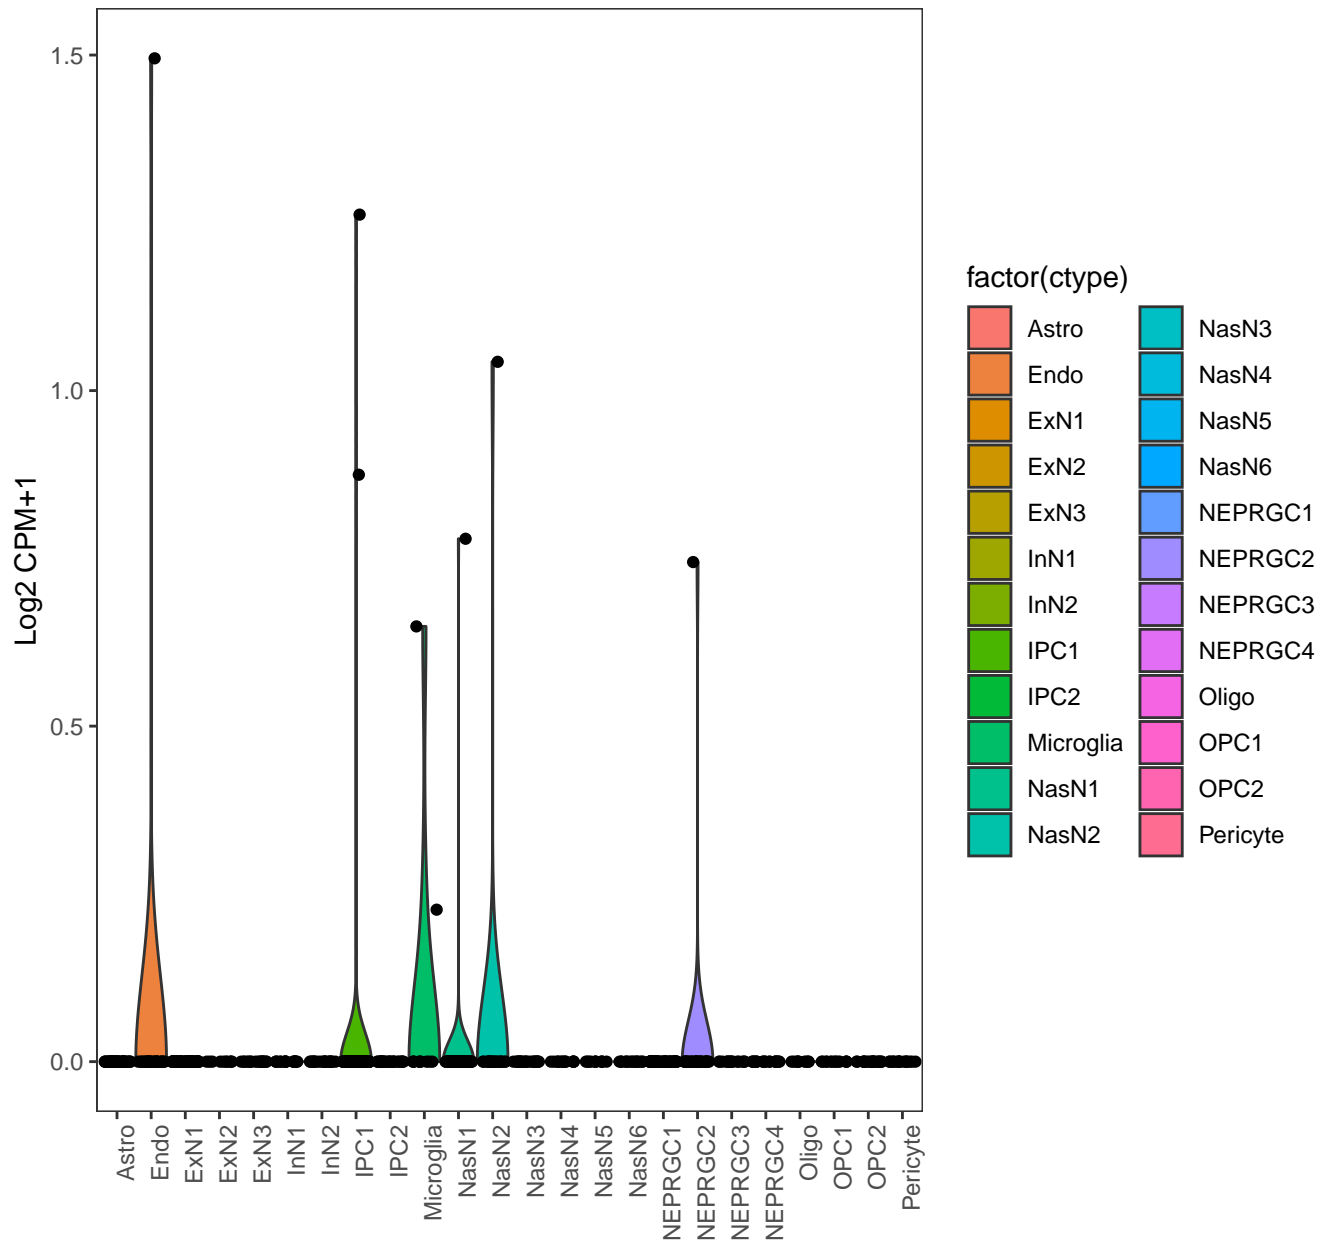 1.5
1.0
0.5
0.0
Log2 CPM+1
Astro
Endo
ExN1
ExN2
ExN3
InN1
InN2
IPC1
IPC2
Microglia
NasN1
NasN2
NasN3
NasN4
NasN5
NasN6
NEPRGC1
NEPRGC2
NEPRGC3
NEPRGC4
Oligo
OPC1
OPC2
Pericyte
factor(ctype)
Astro
Endo
ExN1
ExN2
ExN3
InN1
InN2
IPC1
IPC2
Microglia
NasN1
NasN2
NasN3
NasN4
NasN5
NasN6
NEPRGC1
NEPRGC2
NEPRGC3
NEPRGC4
Oligo
OPC1
OPC2
Pericyte